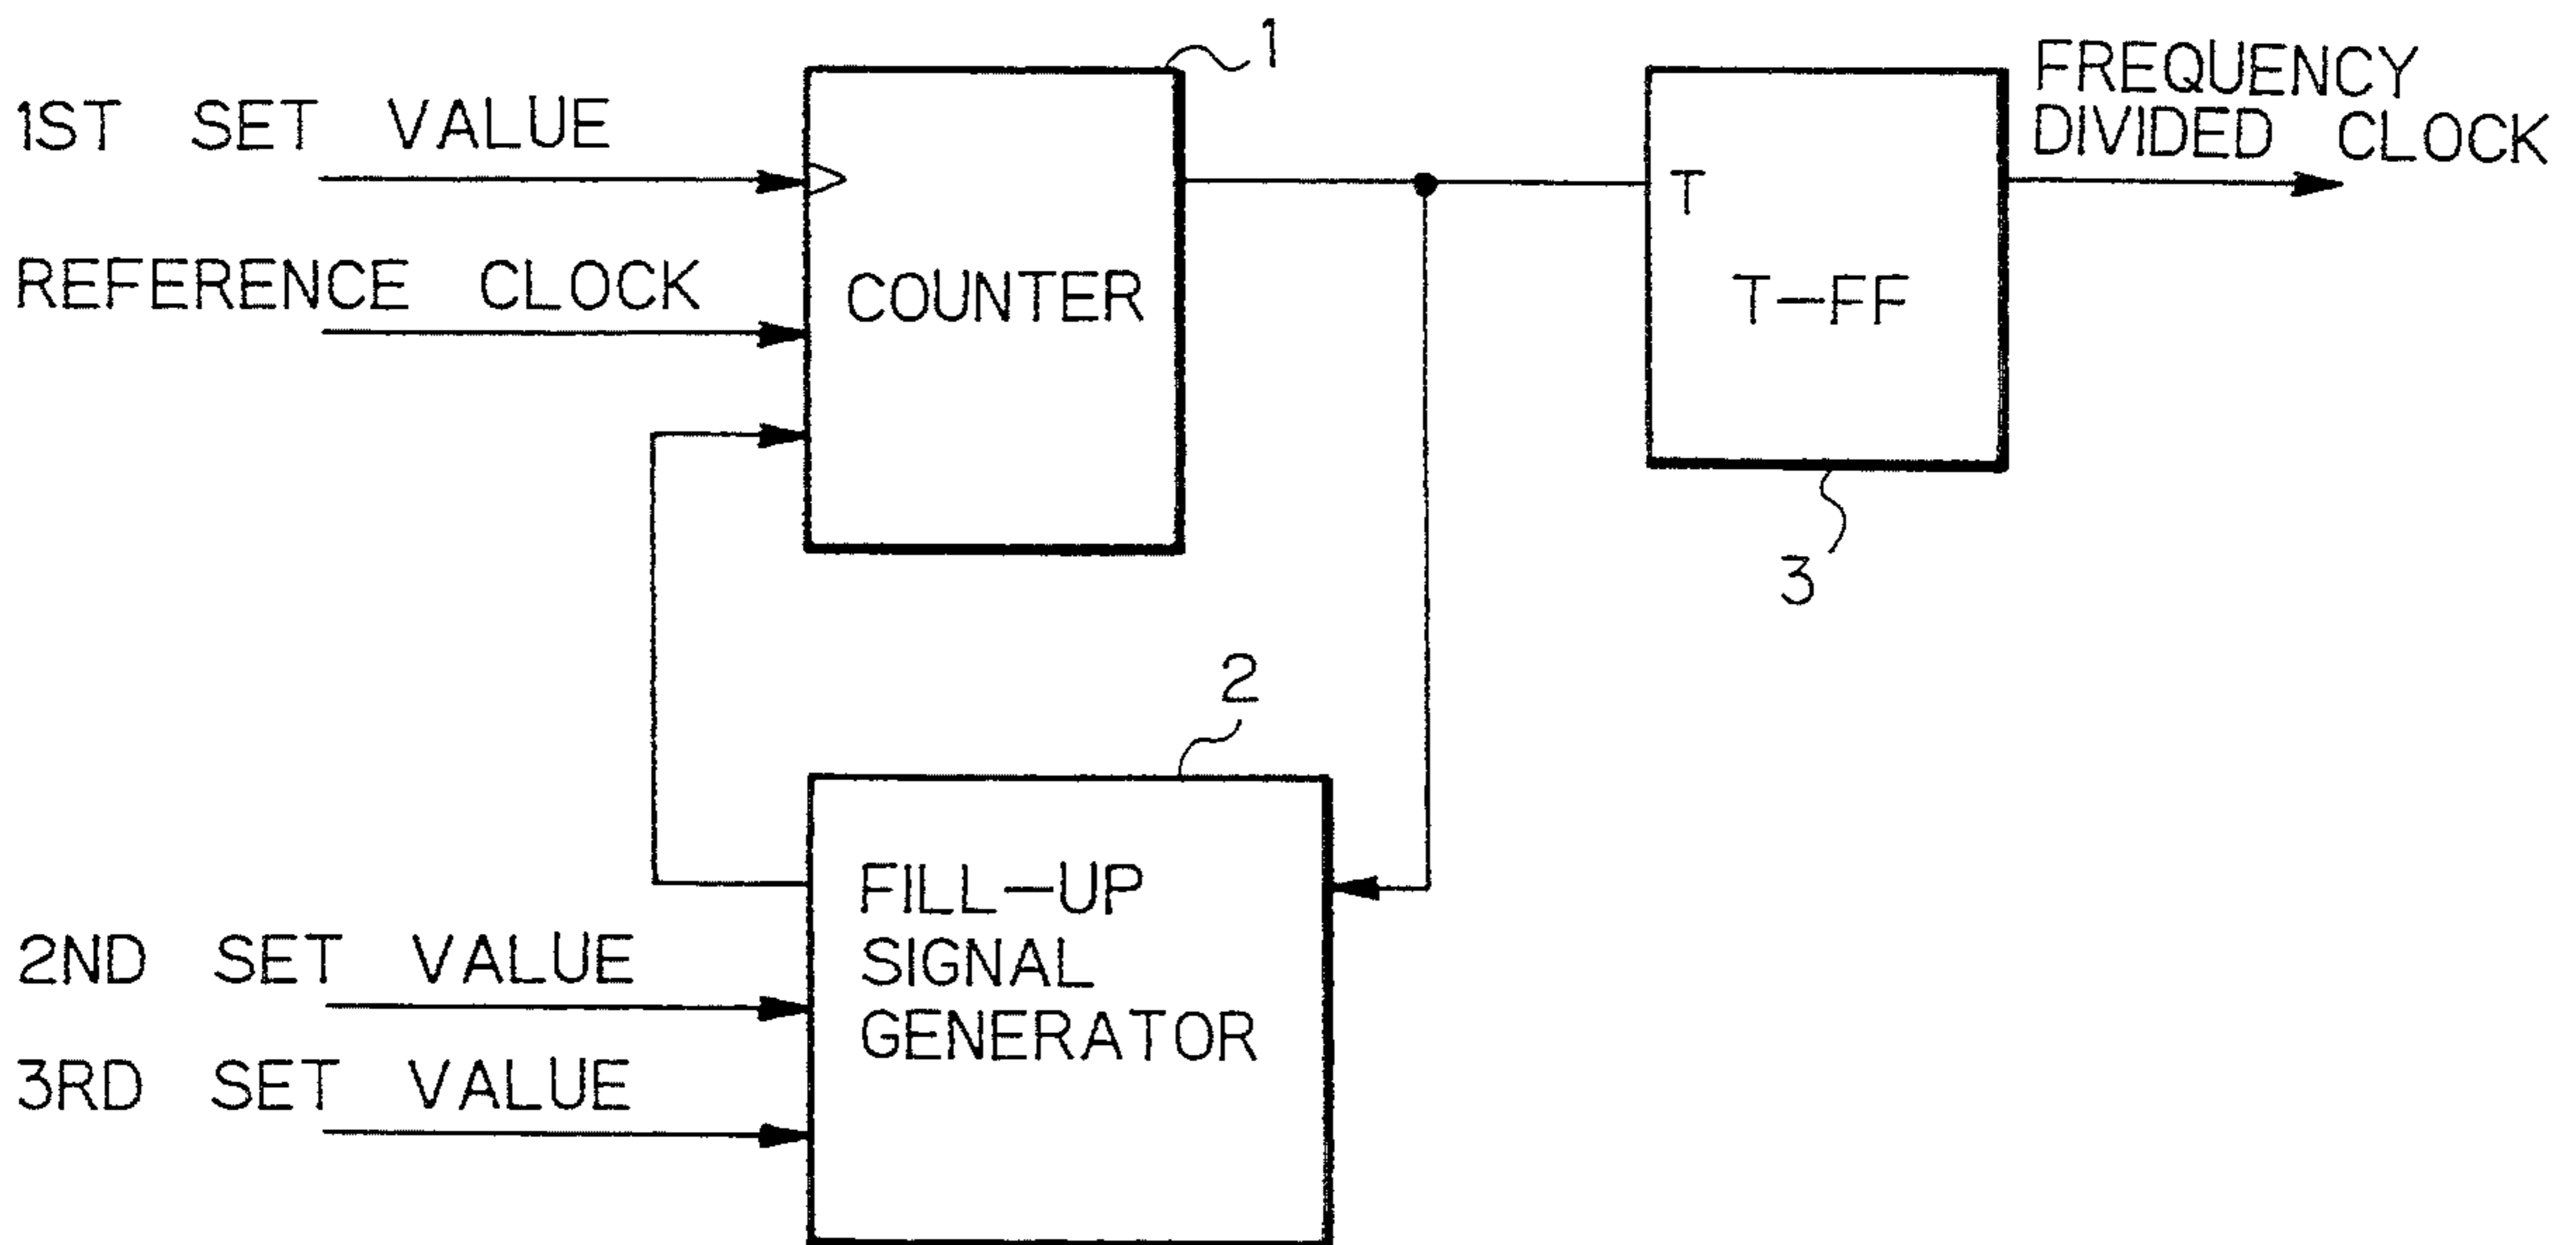 1
1ST SET VALUE
FREQUENCY
DIVIDED CLOCK
T
REFERENCE CLOCK
COUNTER
T-FF
3
2
FILL-UP
SIGNAL
GENERATOR
2ND SET VALUE
3RD SET VALUE